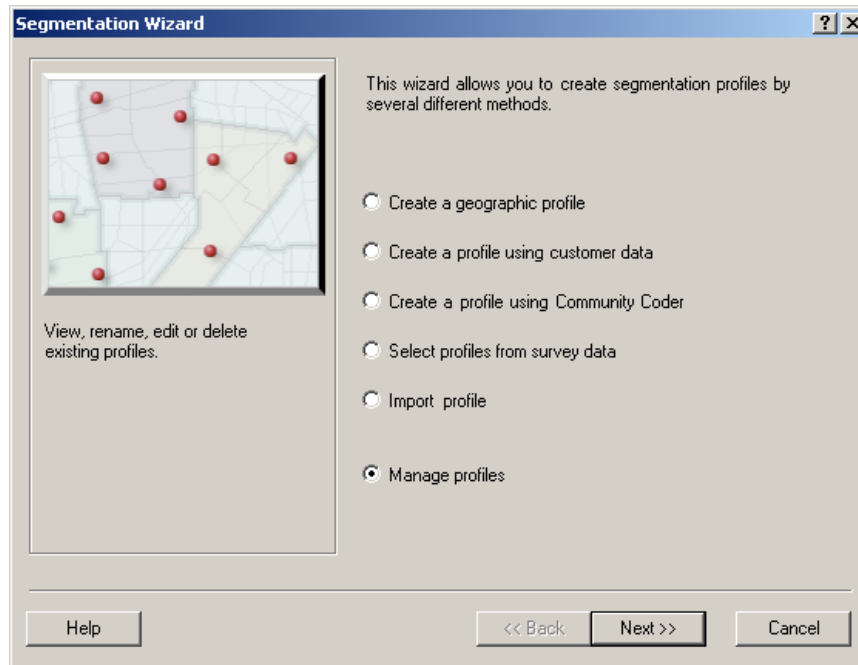 Segmentation Wizard
This wizard allows you to create segmentation profiles by
several different methods.
Create a geographic profile
Create a profile using customer data
Create a profile using Community Coder
Select profiles from survey data
Import profile
Manage profiles
View, rename, edit or delete
existing profiles.
Help
<< Back
Next >>
Cancel